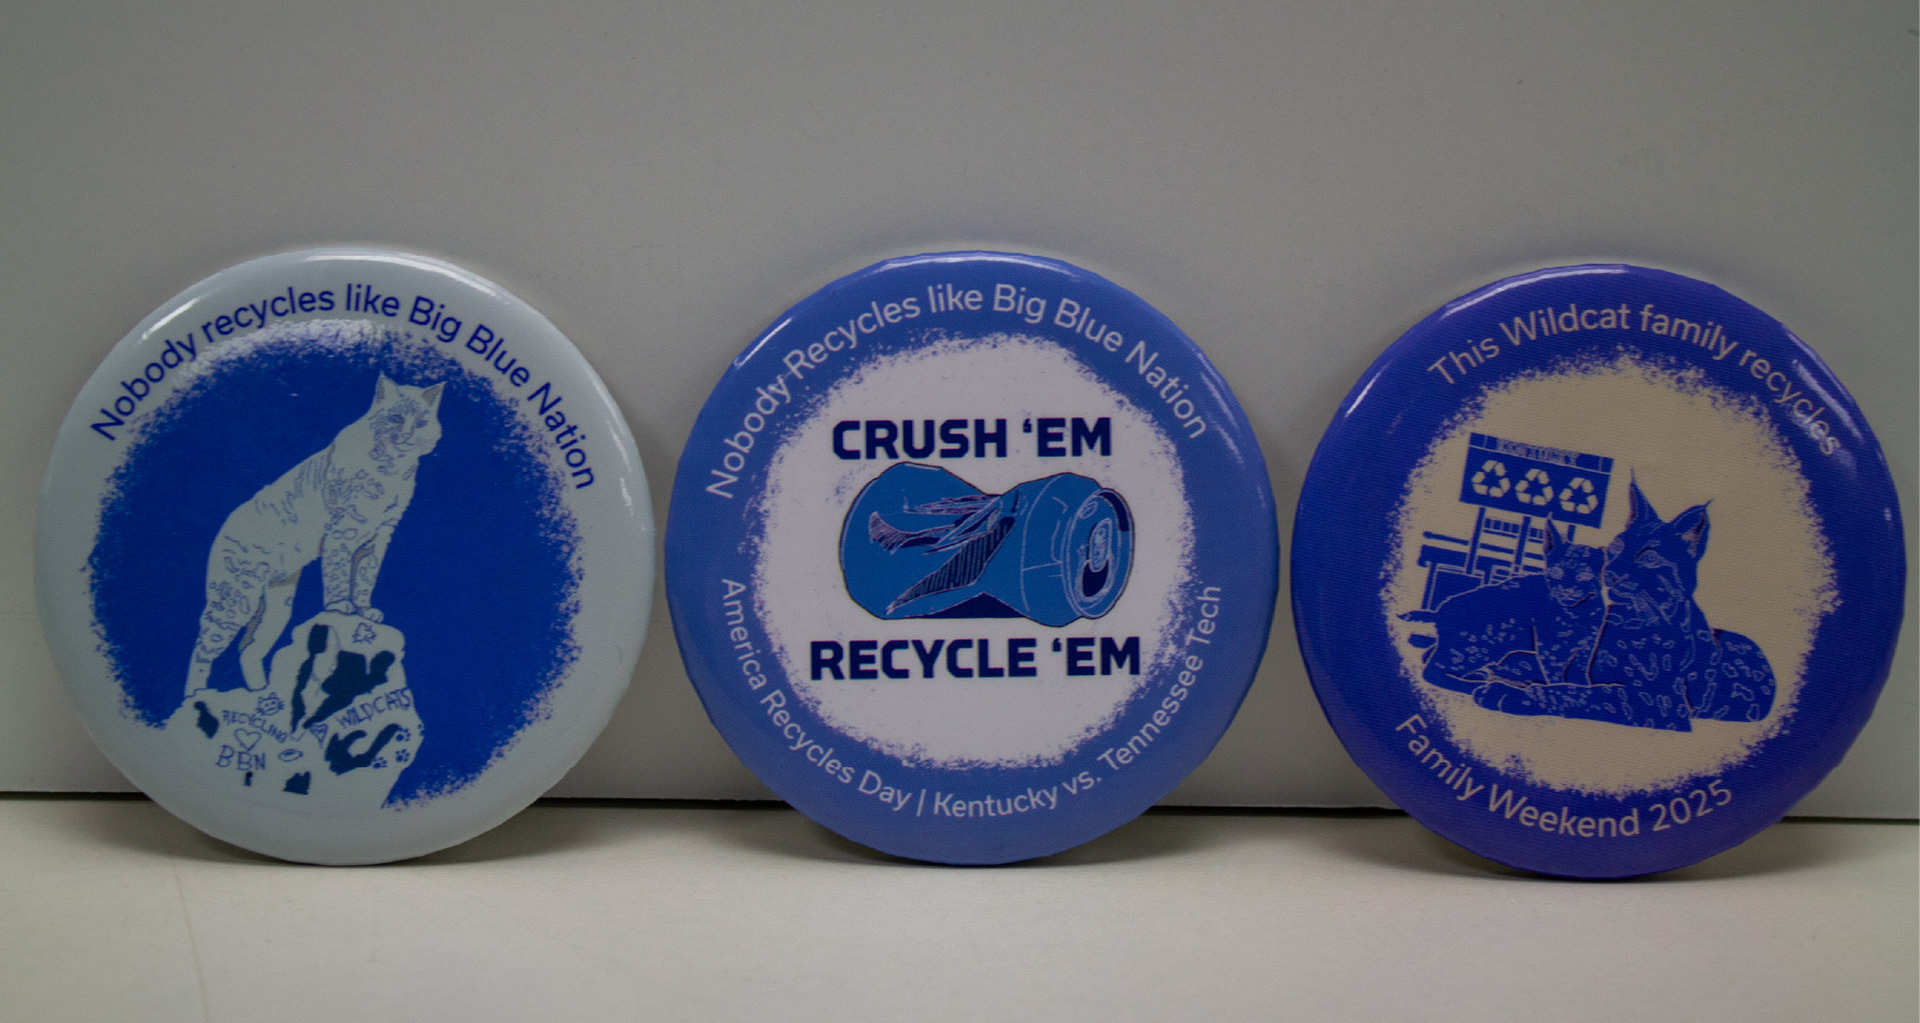 Nobody recycles like Big Blue Nation
RECYCLING
WILDCATS
BBN
Nobody Recycles like Big Blue Nation
CRUSH ‘EM
RECYCLE ‘EM
America Recycles Day | Kentucky vs. Tennessee Tech
This Wildcat family recycles
KENTUCKY
Family Weekend 2025